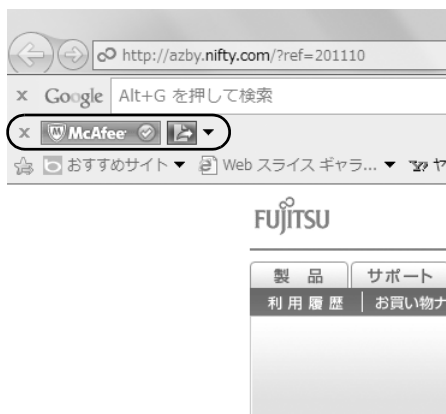 http://azby.nifty.com/?ref=201110
× Google Alt+G を押して検索
× McAfee
おすすめサイト ▼ Web スライス ギャラ... ▼ ヤ
FUJITSU
製 品 サポート
利用履歴 お買い物ナ